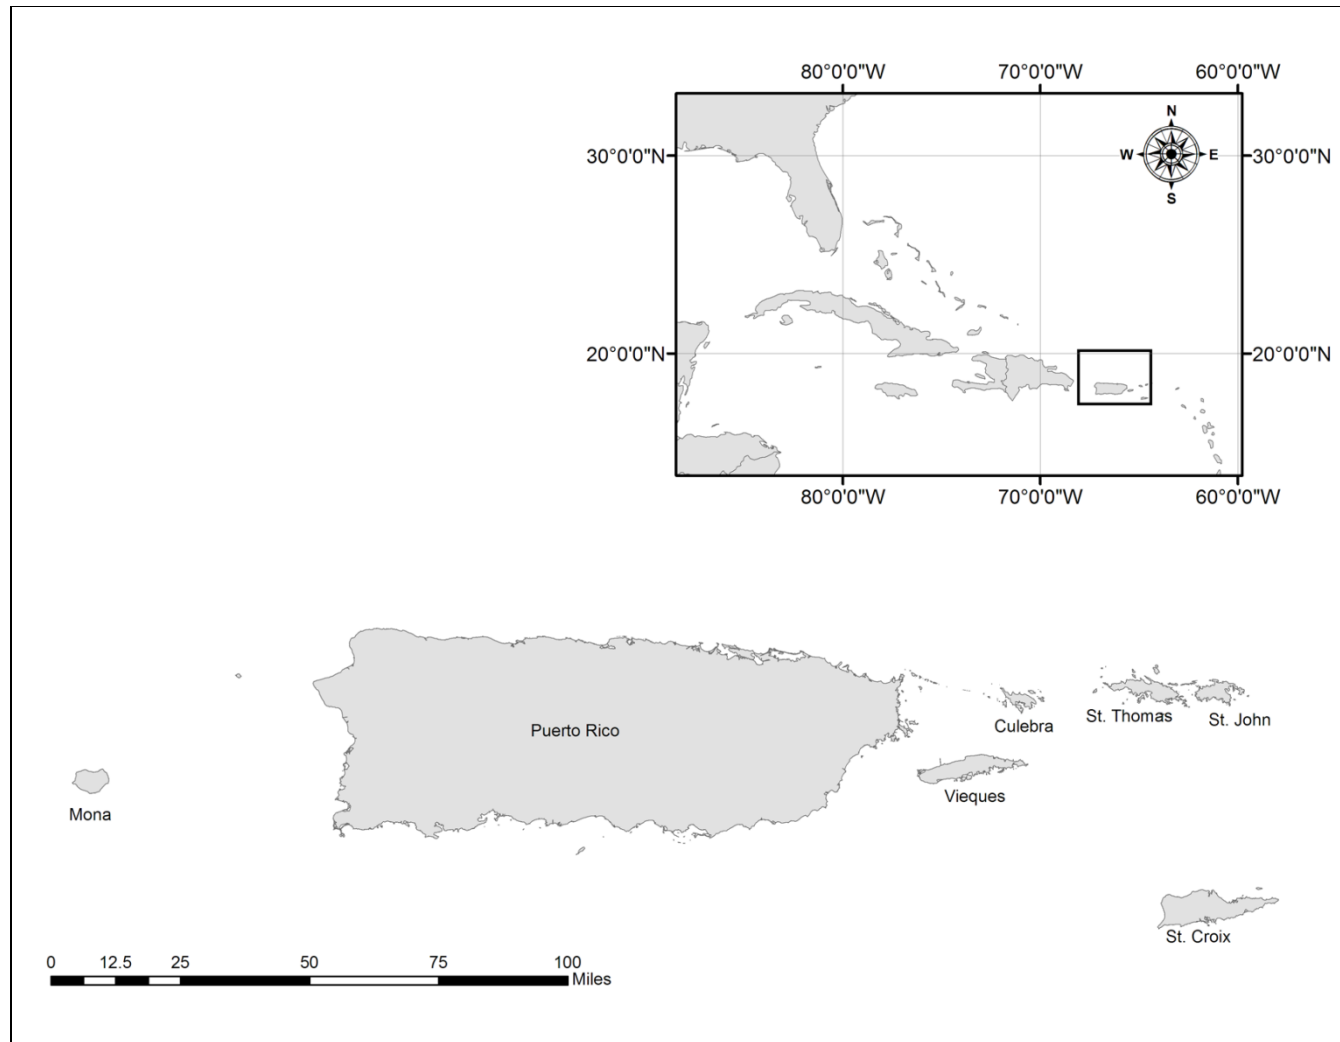 80°0'0"W 70°0'0"W 60°0'0"W
N
30°0'0"N W E 30°0'0"N
S
20°0'0"N 20°0'0"N
80°0'0"W 70°0'0"W 60°0'0"W
Puerto Rico
Culebra
St. Thomas
St. John
Vieques
Mona
St. Croix
0 12.5 25 50 75 100
Miles